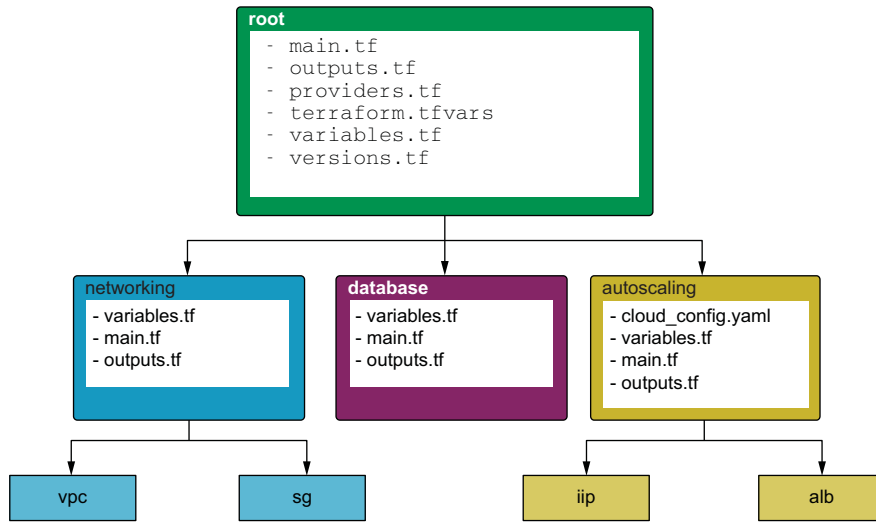 root
- main.tf
- outputs.tf
- providers.tf
- terraform.tfvars
- variables.tf
- versions.tf
networking
- variables.tf
- main.tf
- outputs.tf
database
- variables.tf
- main.tf
- outputs.tf
autoscaling
- cloud_config.yaml
- variables.tf
- main.tf
- outputs.tf
vpc
sg
iip
alb